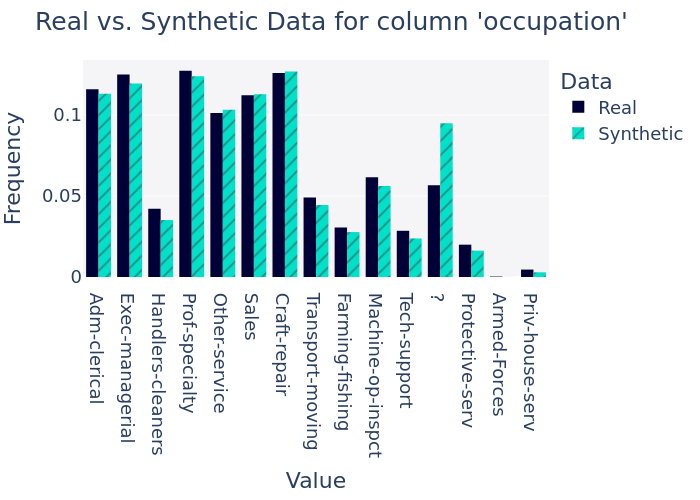 Real vs. Synthetic Data for column 'occupation'
Data
Real
Synthetic
Frequency
0.1
0.05
0
Adm-clerical
Exec-managerial
Handlers-cleaners
Prof-specialty
Other-service
Sales
Craft-repair
Transport-moving
Farming-fishing
Machine-op-inspct
Tech-support
?
Protective-serv
Armed-Forces
Priv-house-serv
Value